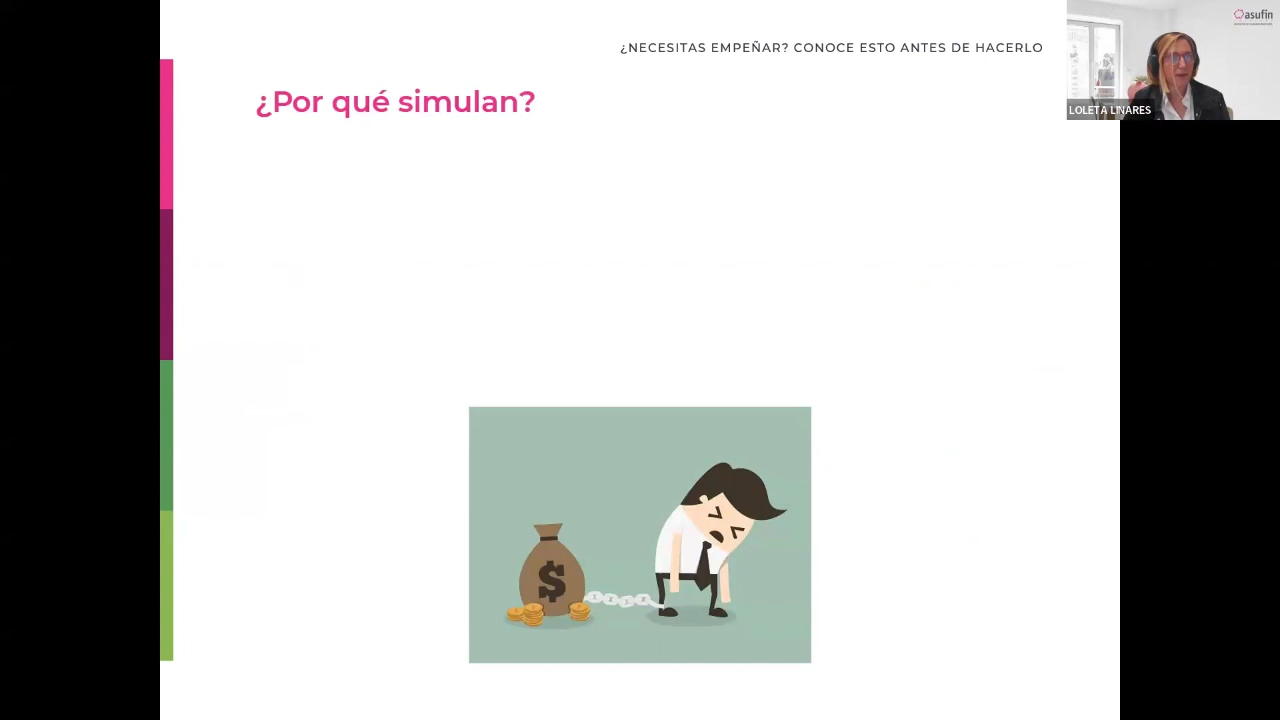 ¿NECESITAS EMPEÑAR? CONOCE ESTO ANTES DE HACERLO
asufin
¿Por qué simulan?
LOLETA LINARES
$